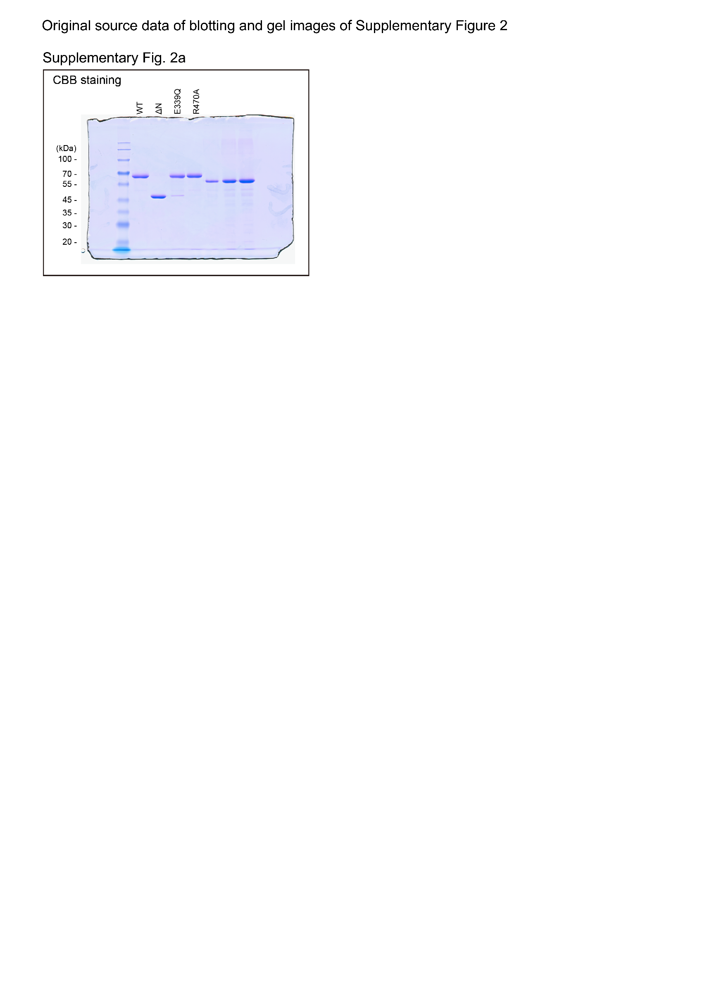 Original source data of blotting and gel images of Supplementary Figure 2
Supplementary Fig. 2a
CBB staining
WT
ΔN
E339Q
R470A
(kDa)
100 -
70 -
55 -
45 -
35 -
30 -
20 -